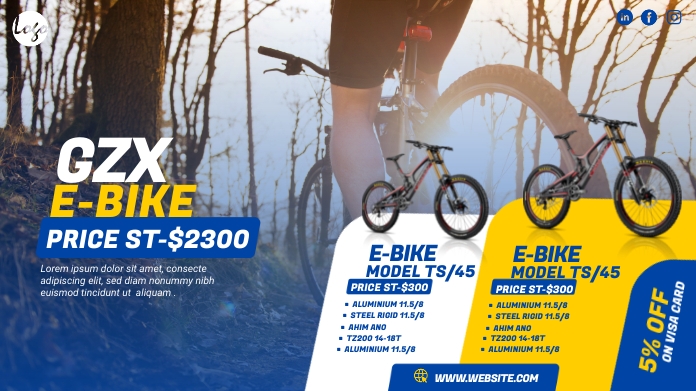 Logo
GZX
E-BIKE
PRICE ST-$2300
Lorem ipsum dolor sit amet, consecte
adipiscing elit, sed diam nonummy nibh
euismod tincidunt ut aliquam .
E-BIKE
MODEL TS/45
PRICE ST-$300
ALUMINIUM 11.5/8
STEEL RIGID 11.5/8
AHIM ANO
TZ200 14-18T
ALUMINIUM 11.5/8
E-BIKE
MODEL TS/45
PRICE ST-$300
ALUMINIUM 11.5/8
STEEL RIGID 11.5/8
AHIM ANO
TZ200 14-18T
ALUMINIUM 11.5/8
5% OFF
ON VISA CARD
WWW.WEBSITE.COM